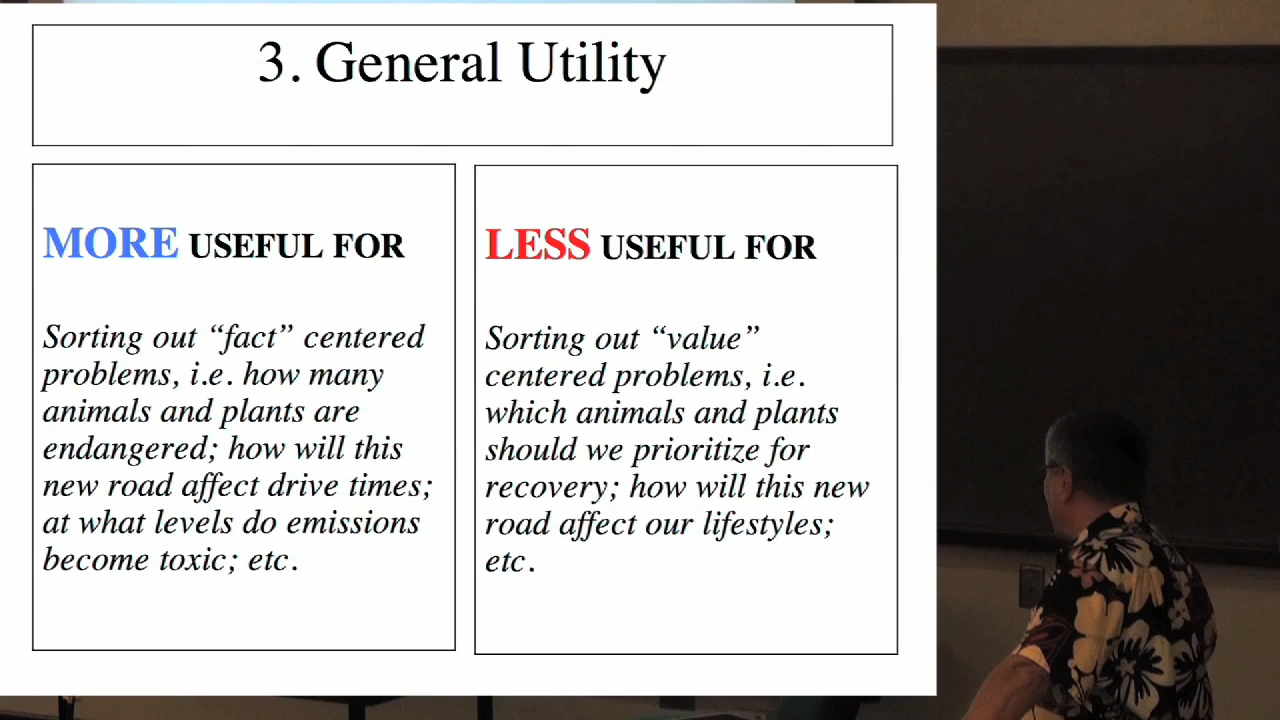 3. General Utility
MORE USEFUL FOR
Sorting out “fact” centered
problems, i.e. how many
animals and plants are
endangered; how will this
new road affect drive times;
at what levels do emissions
become toxic; etc.
LESS USEFUL FOR
Sorting out “value”
centered problems, i.e.
which animals and plants
should we prioritize for
recovery; how will this new
road affect our lifestyles;
etc.